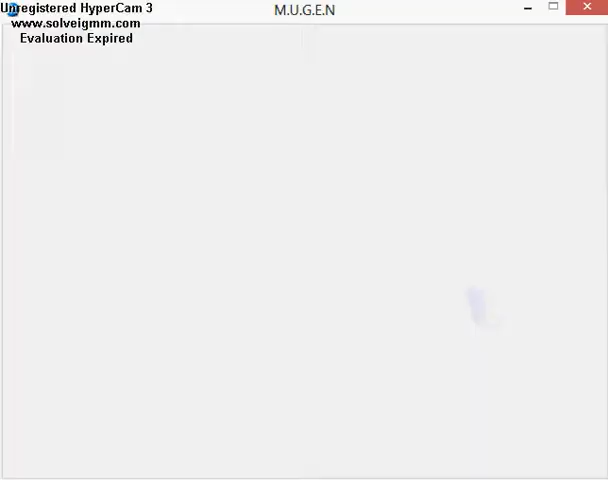 Unregistered HyperCam 3
M.U.G.E.N
www.solveigmm.com
Evaluation Expired